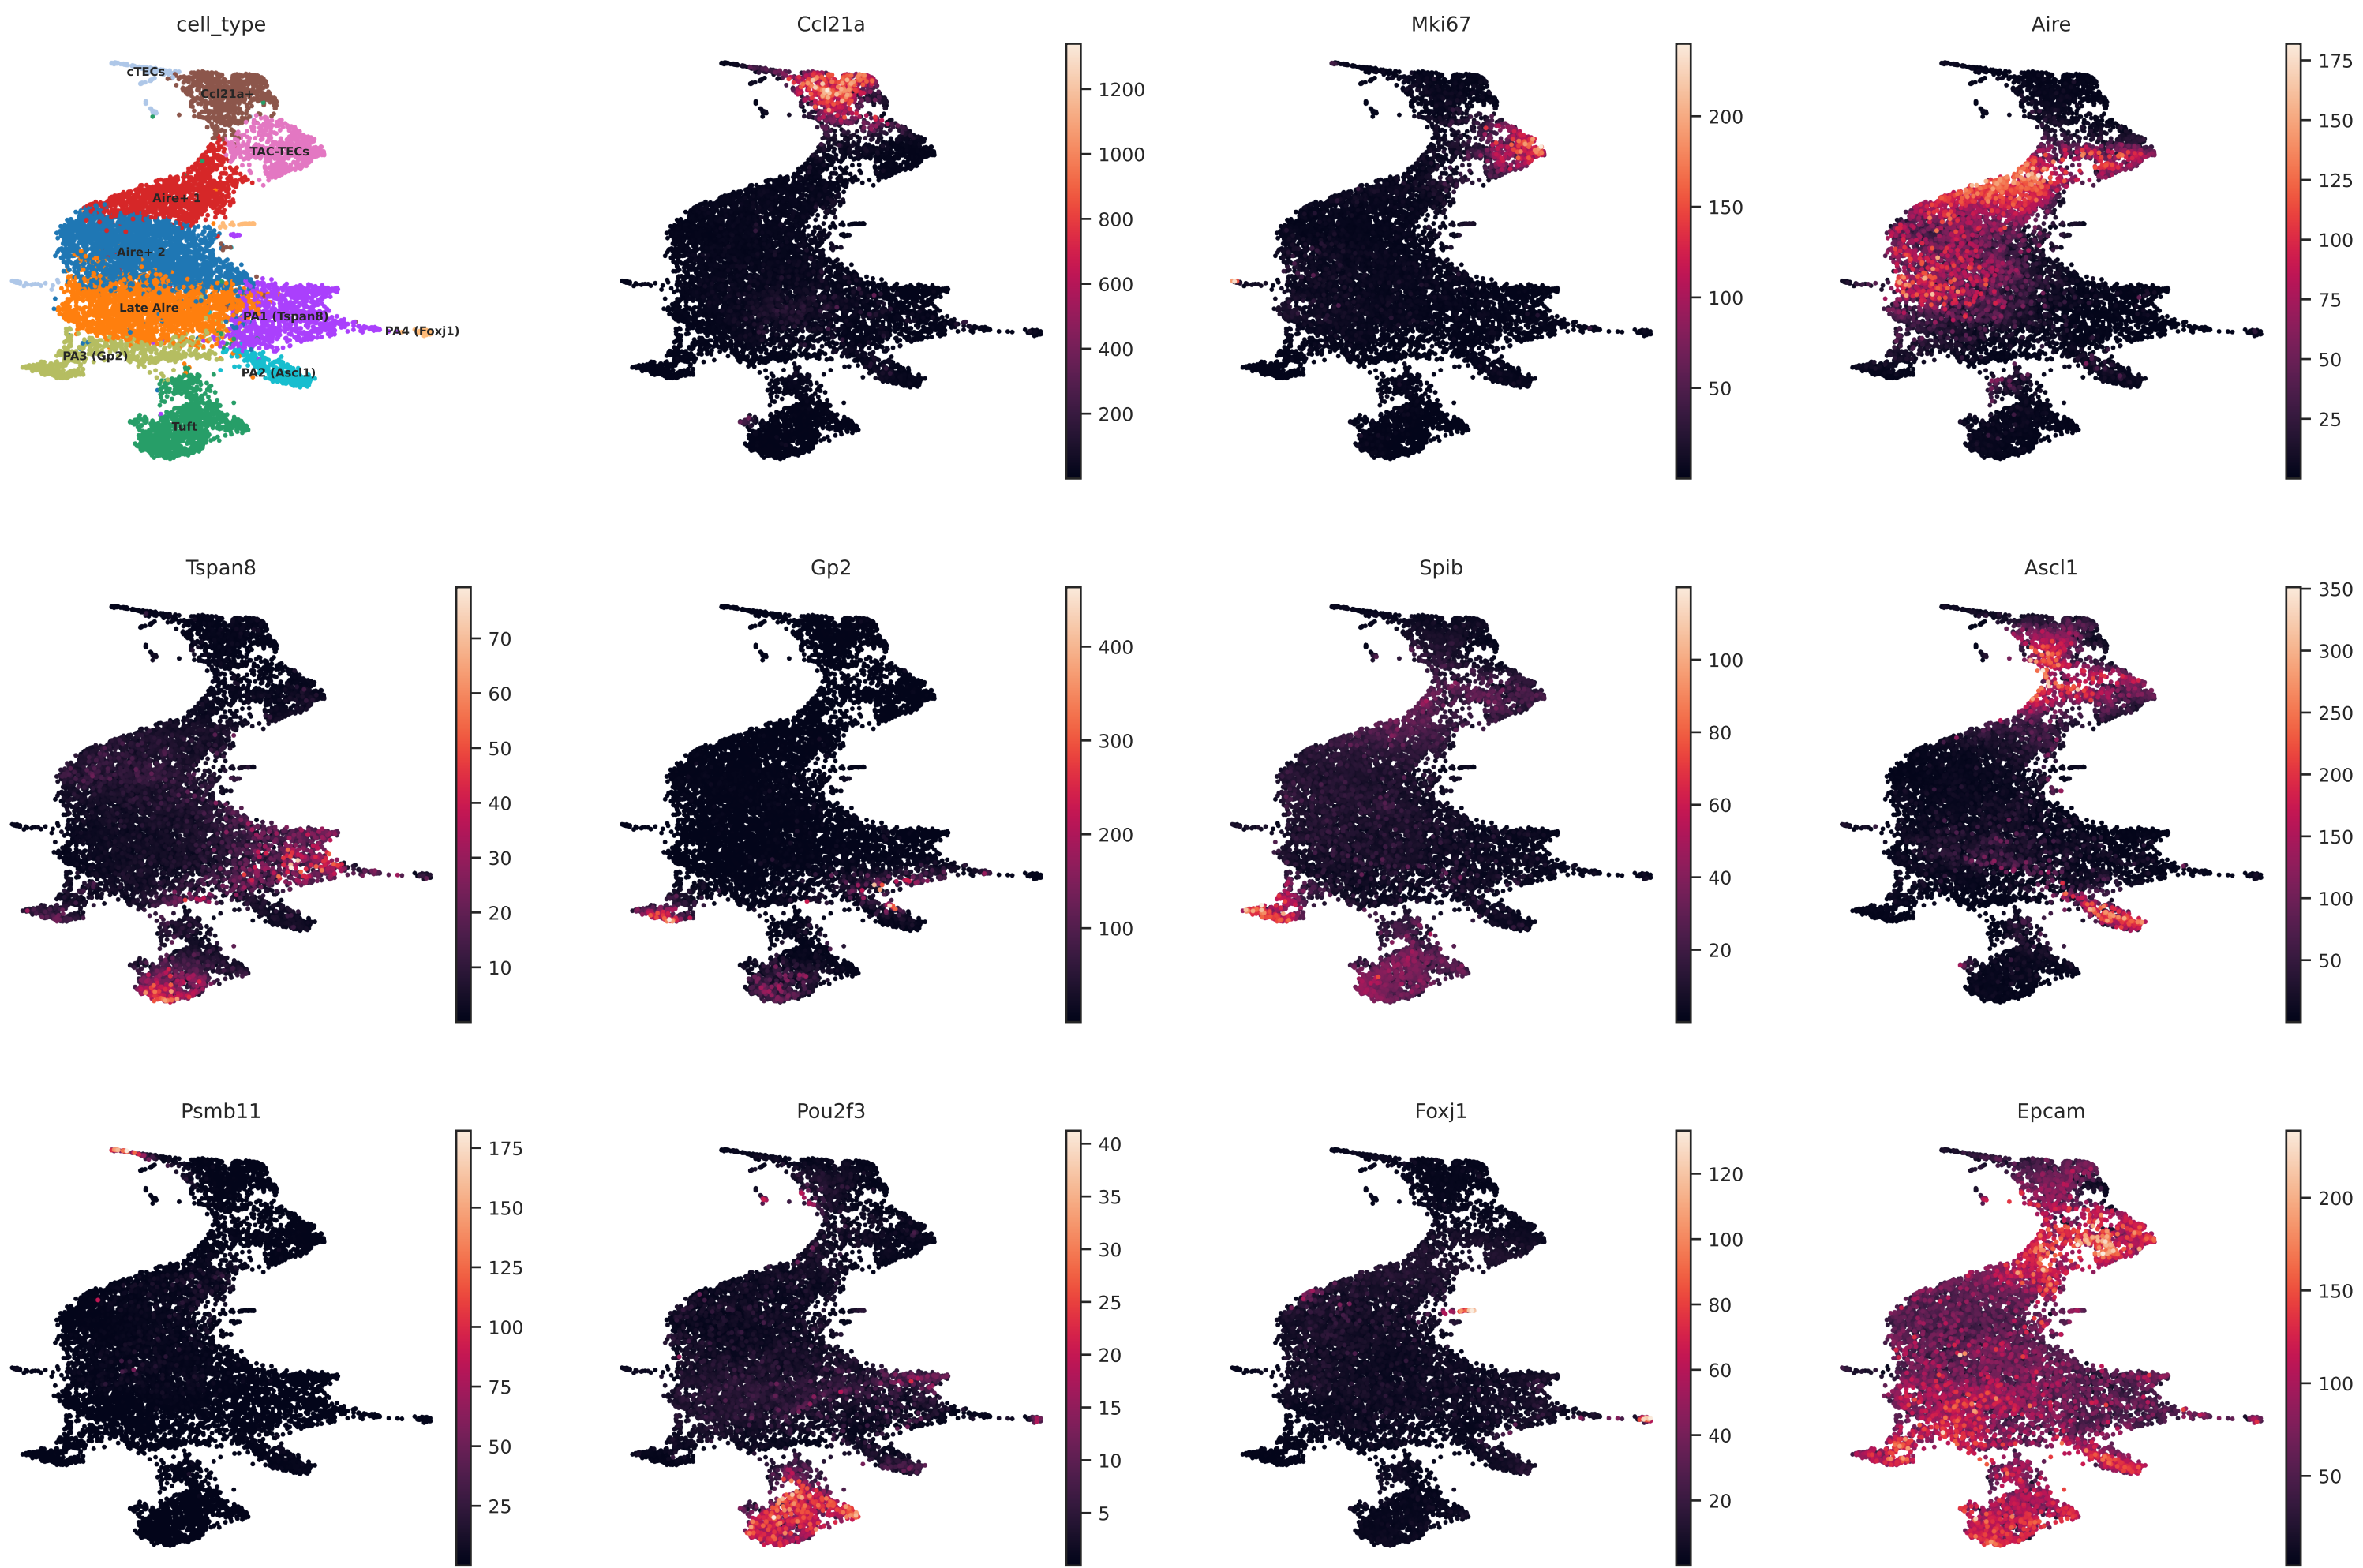 cell_type
Ccl21a
Mki67
Aire
cTECs
Ccl21a+
TAC-TECs
Aire+ 1
Aire+ 2
Late Aire
PA1 (Tspan8)
PA4 (Foxj1)
PA3 (Gp2)
PA2 (Ascl1)
Tuft
1200
1000
800
600
400
200
200
150
100
50
175
150
125
100
75
50
25
Tspan8
Gp2
Spib
Ascl1
70
60
50
40
30
20
10
400
300
200
100
100
80
60
40
20
350
300
250
200
150
100
50
Psmb11
Pou2f3
Foxj1
Epcam
175
150
125
100
75
50
25
40
35
30
25
20
15
10
5
120
100
80
60
40
20
200
150
100
50